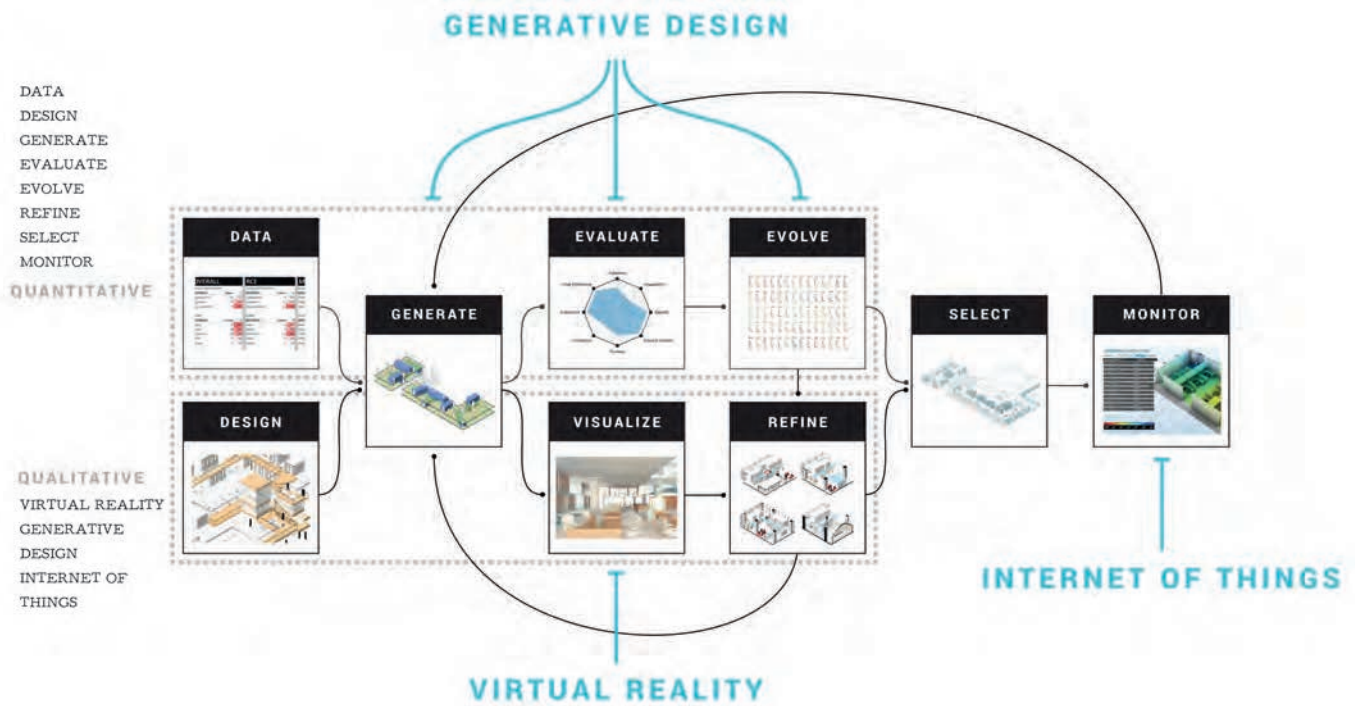 GENERATIVE DESIGN
DATA
DESIGN
GENERATE
EVALUATE
EVOLVE
REFINE
SELECT
MONITOR
QUANTITATIVE
DATA
EVALUATE
EVOLVE
OVERALL
GENERATE
SELECT
MONITOR
DESIGN
VISUALIZE
REFINE
QUALITATIVE
VIRTUAL REALITY
GENERATIVE
DESIGN
INTERNET OF
THINGS
INTERNET OF THINGS
VIRTUAL REALITY